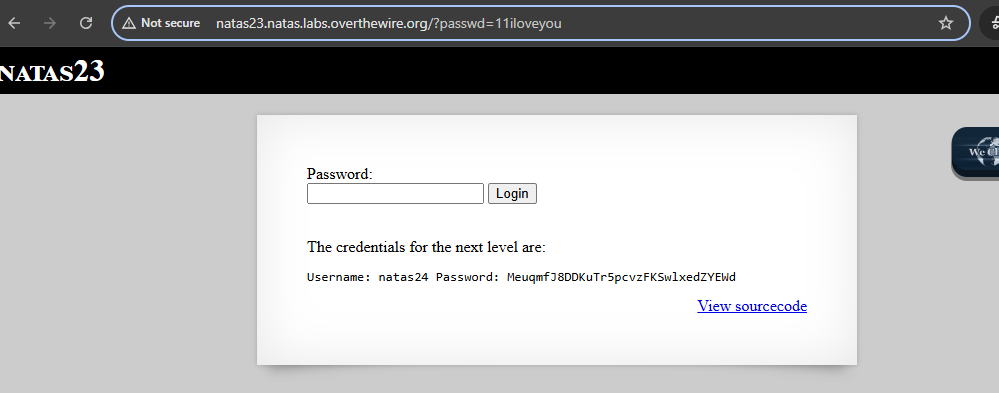 Not secure natas23.natas.labs.overthewire.org/?passwd=11iloveyou
NATAS23
Password:
Login
The credentials for the next level are:
Username: natas24 Password: MeuqmfJ8DDKuTr5pcvzFKSwlxedZYEWd
View sourcecode
We